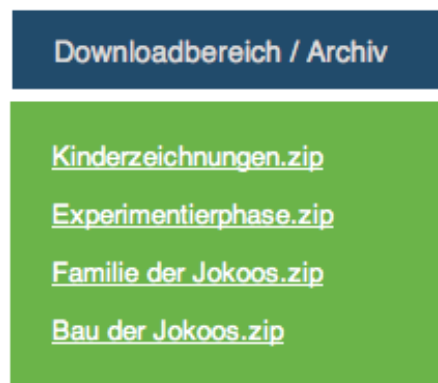 Downloadbereich / Archiv
Kinderzeichnungen.zip
Experimentierphase.zip
Familie der Jokoos.zip
Bau der Jokoos.zip